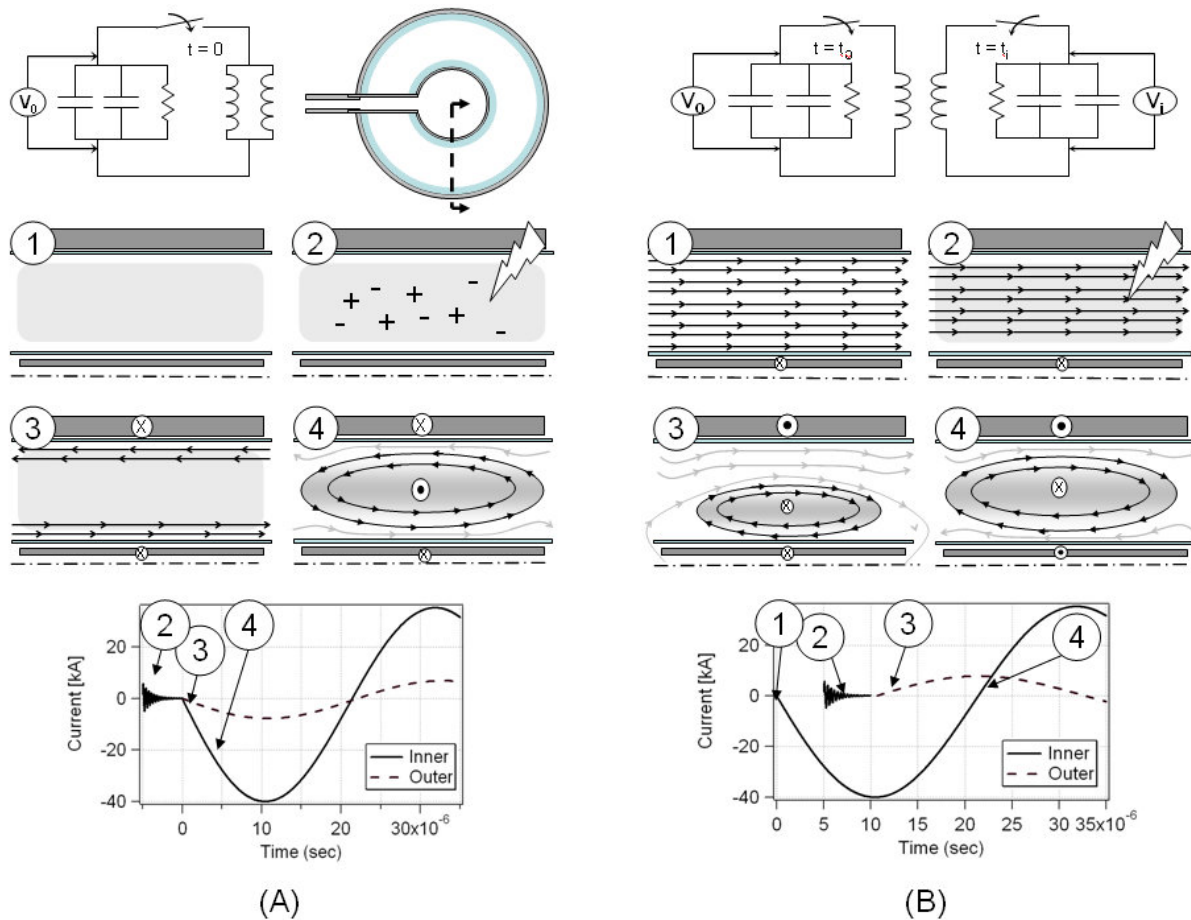 V0
t = 0
Vo
t = to
t = ti
Vi
1
2
+ - + - + - + + -
3
X
X
4
X
X
1
X
2
X
3
X
X
4
X
Current [kA]
20
0
-20
-40
2
3
4
Inner
Outer
0
10
20
30x10-6
Time (sec)
(A)
Current [kA]
20
0
-20
-40
1
2
3
4
Inner
Outer
0
5
10
15
20
25
30
35x10-6
Time (sec)
(B)